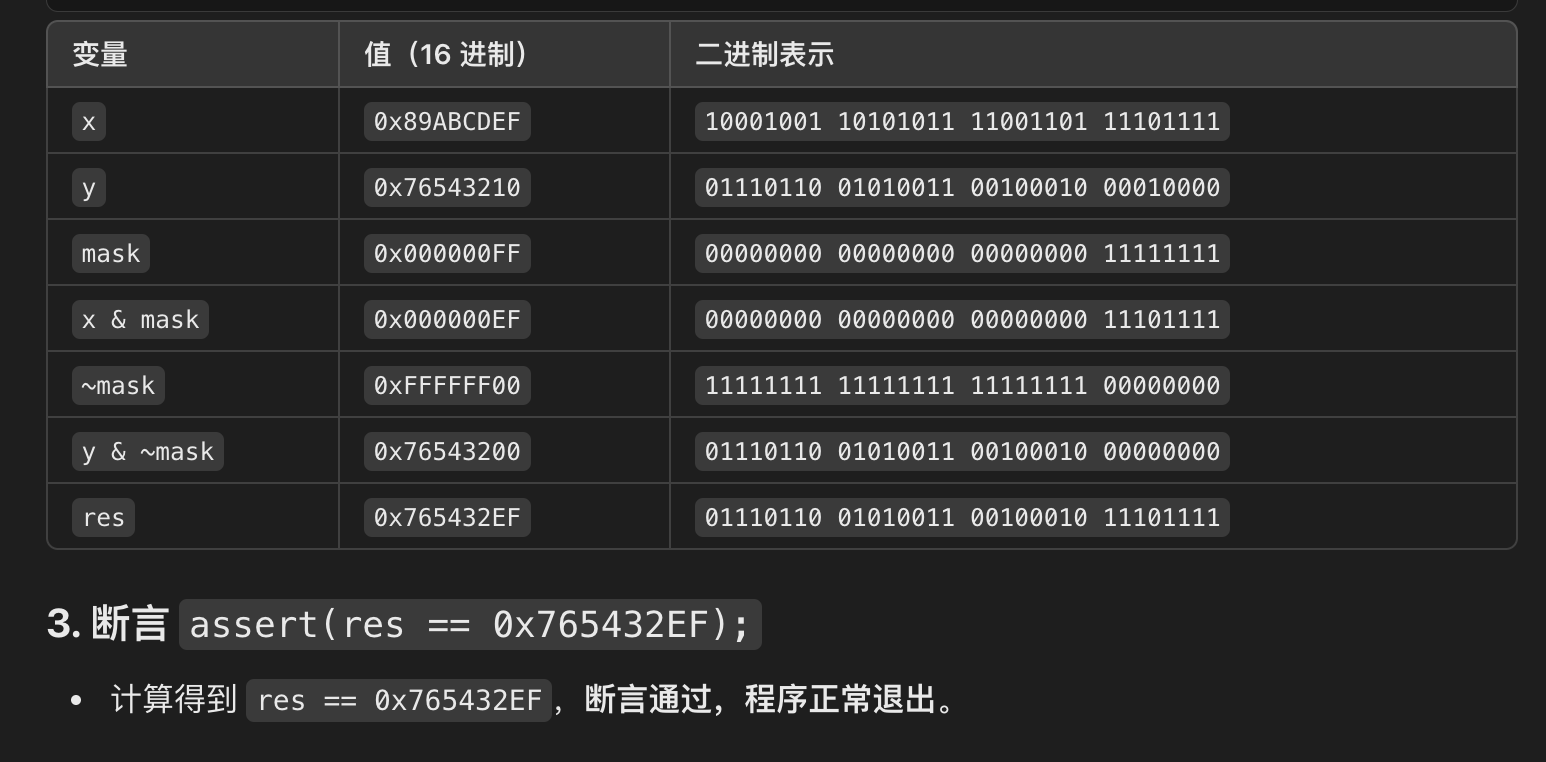 变量 值（16 进制） 二进制表示
x 0x89ABCDEF 10001001 10101011 11001101 11101111
y 0x76543210 01110110 01010011 00100010 00010000
mask 0x000000FF 00000000 00000000 00000000 11111111
x & mask 0x000000EF 00000000 00000000 00000000 11101111
~mask 0xFFFFFF00 11111111 11111111 11111111 00000000
y & ~mask 0x76543200 01110110 01010011 00100010 00000000
res 0x765432EF 01110110 01010011 00100010 11101111
3. 断言 assert(res == 0x765432EF);
• 计算得到 res == 0x765432EF，断言通过，程序正常退出。